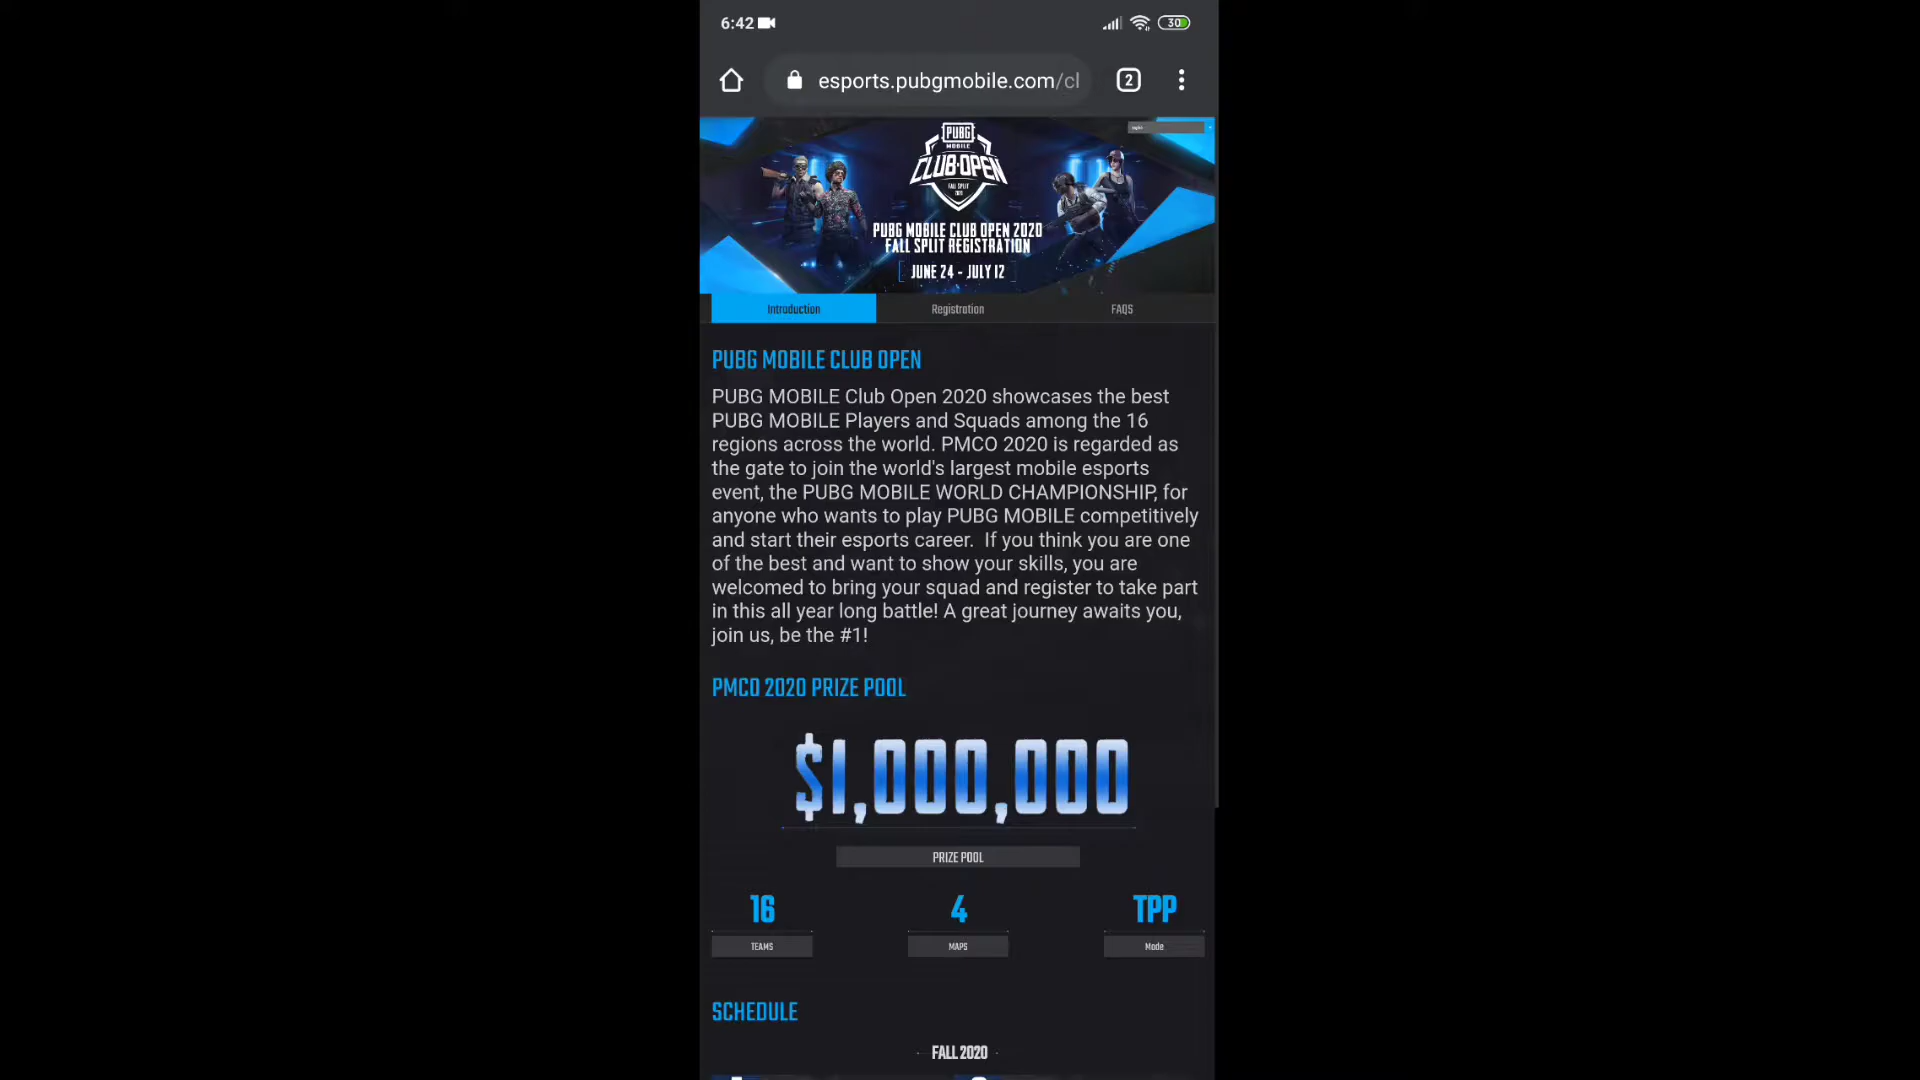 6:42
30
esports.pubgmobile.com/cl
2
PUBG
MOBILE
CLUB OPEN
FALL SPLIT
2020
PUBG MOBILE CLUB OPEN 2020
FALL SPLIT REGISTRATION
JUNE 24 - JULY 12
Introduction
Registration
FAQS
PUBG MOBILE CLUB OPEN
PUBG MOBILE Club Open 2020 showcases the best
PUBG MOBILE Players and Squads among the 16
regions across the world. PMCO 2020 is regarded as
the gate to join the world's largest mobile esports
event, the PUBG MOBILE WORLD CHAMPIONSHIP, for
anyone who wants to play PUBG MOBILE competitively
and start their esports career.  If you think you are one
of the best and want to show your skills, you are
welcomed to bring your squad and register to take part
in this all year long battle! A great journey awaits you,
join us, be the #1!
PMCO 2020 PRIZE POOL
$1,000,000
PRIZE POOL
16
TEAMS
4
MAPS
TPP
Mode
SCHEDULE
FALL 2020